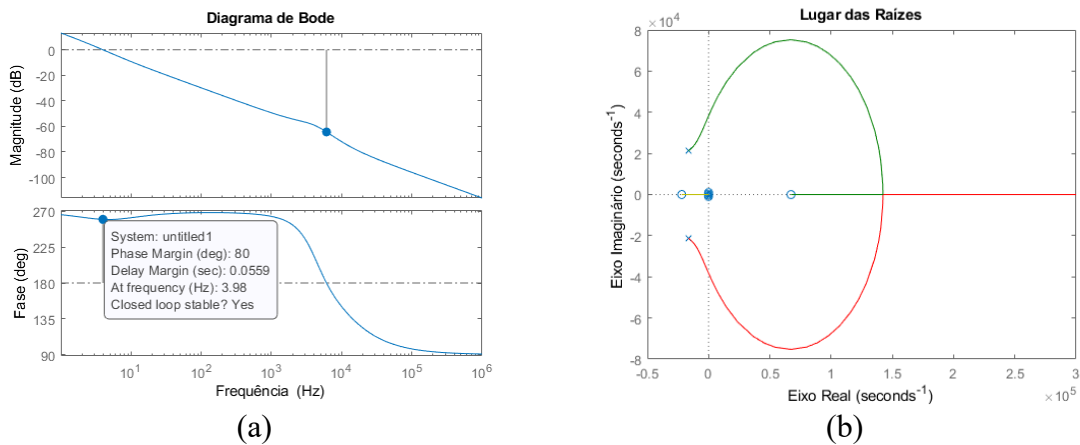 Diagrama de Bode
Magnitude (dB)
0
-20
-40
-60
-80
-100
Fase (deg)
270
225
180
135
90
System: untitled1
Phase Margin (deg): 80
Delay Margin (sec): 0.0559
At frequency (Hz): 3.98
Closed loop stable? Yes
10^1 10^2 10^3 10^4 10^5 10^6
Frequência (Hz)
(a)
Lugar das Raízes
×10^4
Eixo Imaginário (seconds^-1)
8
6
4
2
0
-2
-4
-6
-8
-0.5 0 0.5 1 1.5 2 2.5 3
Eixo Real (seconds^-1)
×10^5
(b)